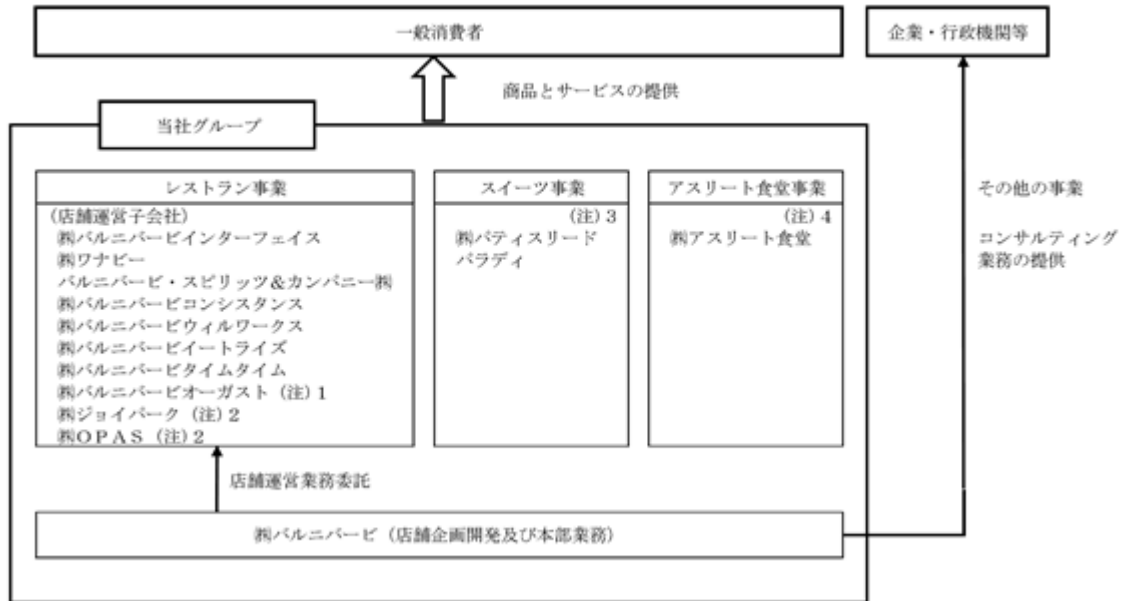 一般消費者
企業・行政機関等
商品とサービスの提供
当社グループ
レストラン事業
(店舗運営子会社)
㈱バルニバービインターフェイス
㈱ワナビー
バルニバービ・スピリッツ&カンパニー㈱
㈱バルニバービコンシスタンス
㈱バルニバービウィルワークス
㈱バルニバービイートライズ
㈱バルニバービタイムタイム
㈱バルニバービオーガスト (注) 1
㈱ジョイパーク (注) 2
㈱OPAS (注) 2
スイーツ事業
(注) 3
㈱パティスリード
パラディ
アスリート食堂事業
(注) 4
㈱アスリート食堂
その他の事業
コンサルティング
業務の提供
店舗運営業務委託
㈱バルニバービ (店舗企画開発及び本部業務)